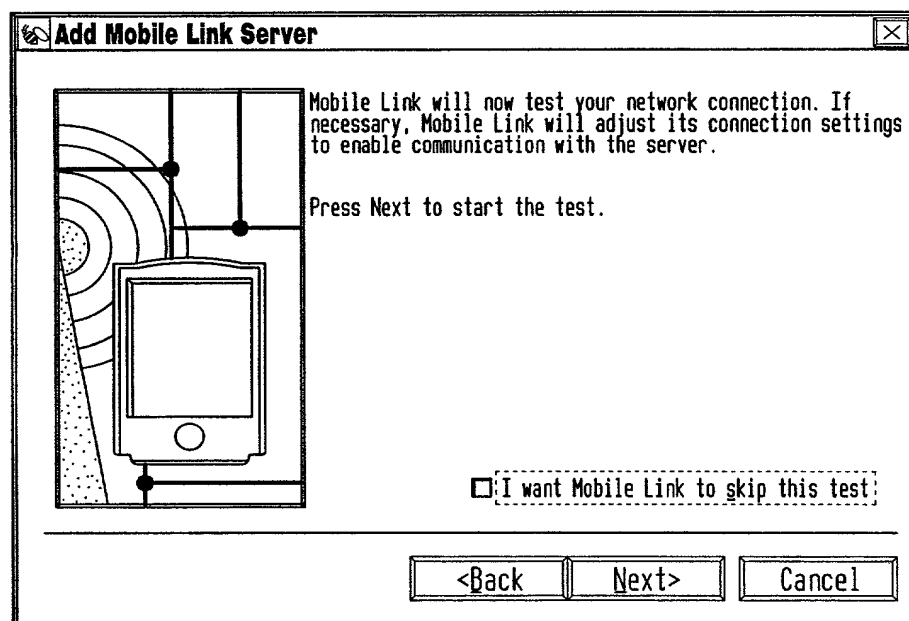 Add Mobile Link Server
Mobile Link will now test your network connection. If
necessary, Mobile Link will adjust its connection settings
to enable communication with the server.
Press Next to start the test.
I want Mobile Link to skip this test
<Back
Next>
Cancel